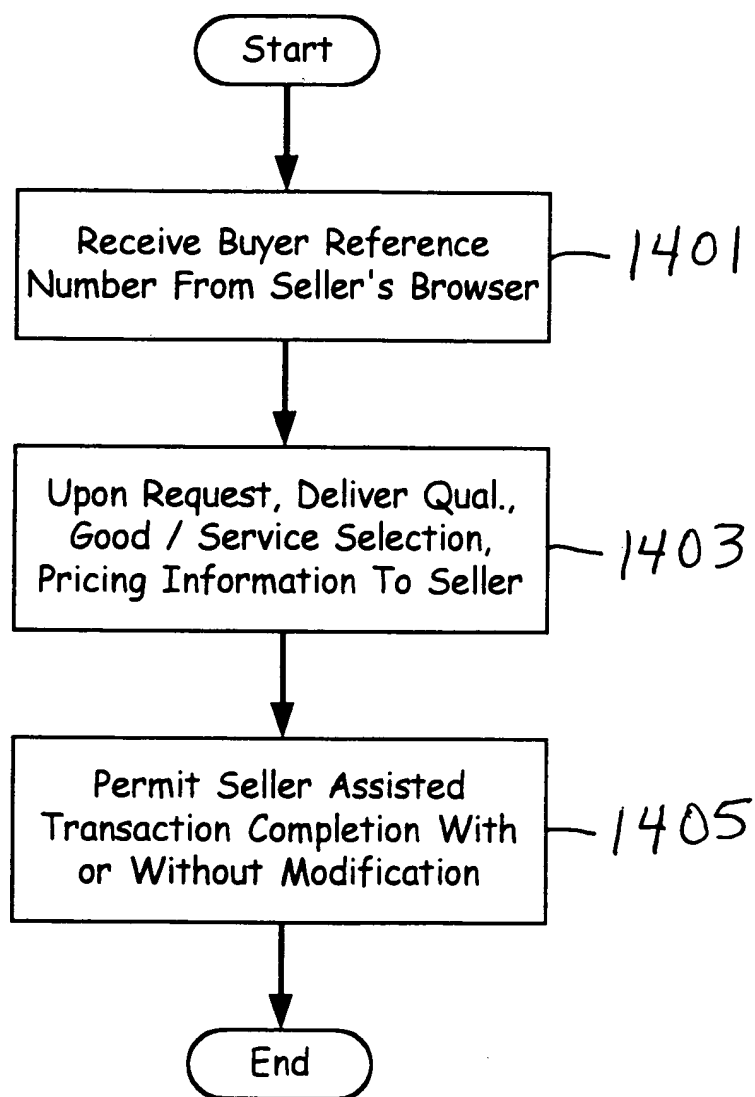 Start
Receive Buyer Reference
Number From Seller's Browser
1401
Upon Request, Deliver Qual.,
Good / Service Selection,
Pricing Information To Seller
1403
Permit Seller Assisted
Transaction Completion With
or Without Modification
1405
End